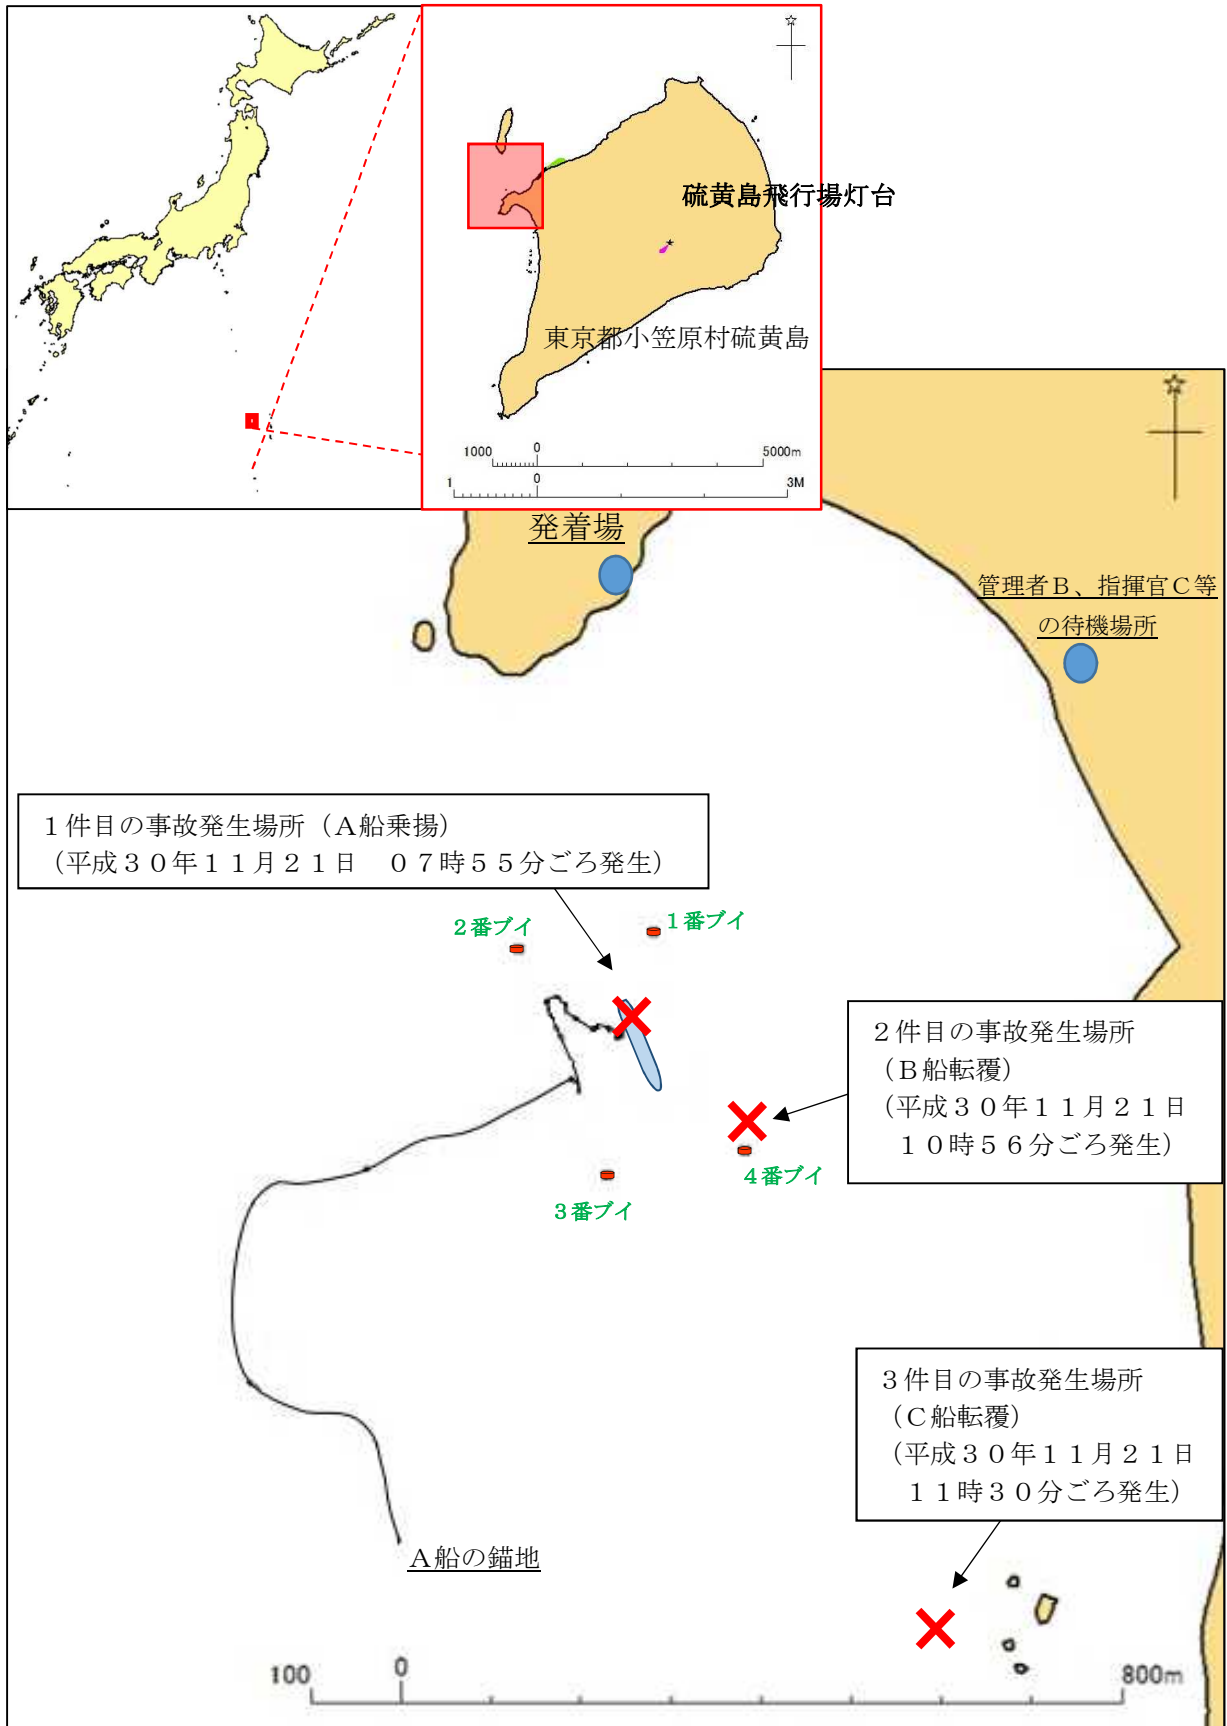 硫黄島飛行場灯台
東京都小笠原村硫黄島
1000 0 5000m
1 0 3M
発着場
管理者B、指揮官C等
の待機場所
1件目の事故発生場所(A船乗揚)
(平成30年11月21日 07時55分ごろ発生)
2番ブイ
1番ブイ
2件目の事故発生場所
(B船転覆)
(平成30年11月21日
10時56分ごろ発生)
3番ブイ
4番ブイ
3件目の事故発生場所
(C船転覆)
(平成30年11月21日
11時30分ごろ発生)
A船の錨地
100 0 800m